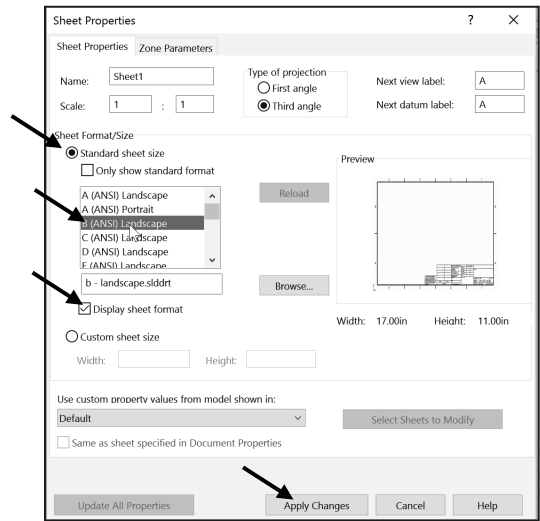 Sheet Properties ? X
Sheet Properties Zone Parameters
Name: Sheet1
Scale: 1 : 1
Type of projection
First angle
Third angle
Next view label: A
Next datum label: A
Sheet Format/Size
Standard sheet size
Only show standard format
A (ANSI) Landscape
A (ANSI) Portrait
B (ANSI) Landscape
C (ANSI) Landscape
D (ANSI) Landscape
E (ANSI) Landscape
b - landscape.slddrt
Display sheet format
Reload
Browse...
Preview
Width: 17.00in Height: 11.00in
Custom sheet size
Width: Height:
Use custom property values from model shown in:
Default
Select Sheets to Modify
Same as sheet specified in Document Properties
Update All Properties Apply Changes Cancel Help